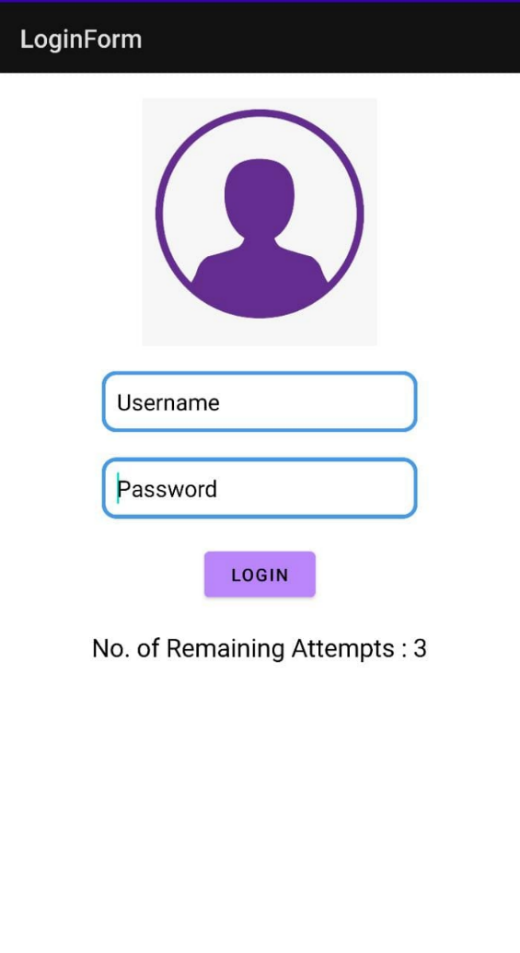 LoginForm
Username
Password
LOGIN
No. of Remaining Attempts : 3